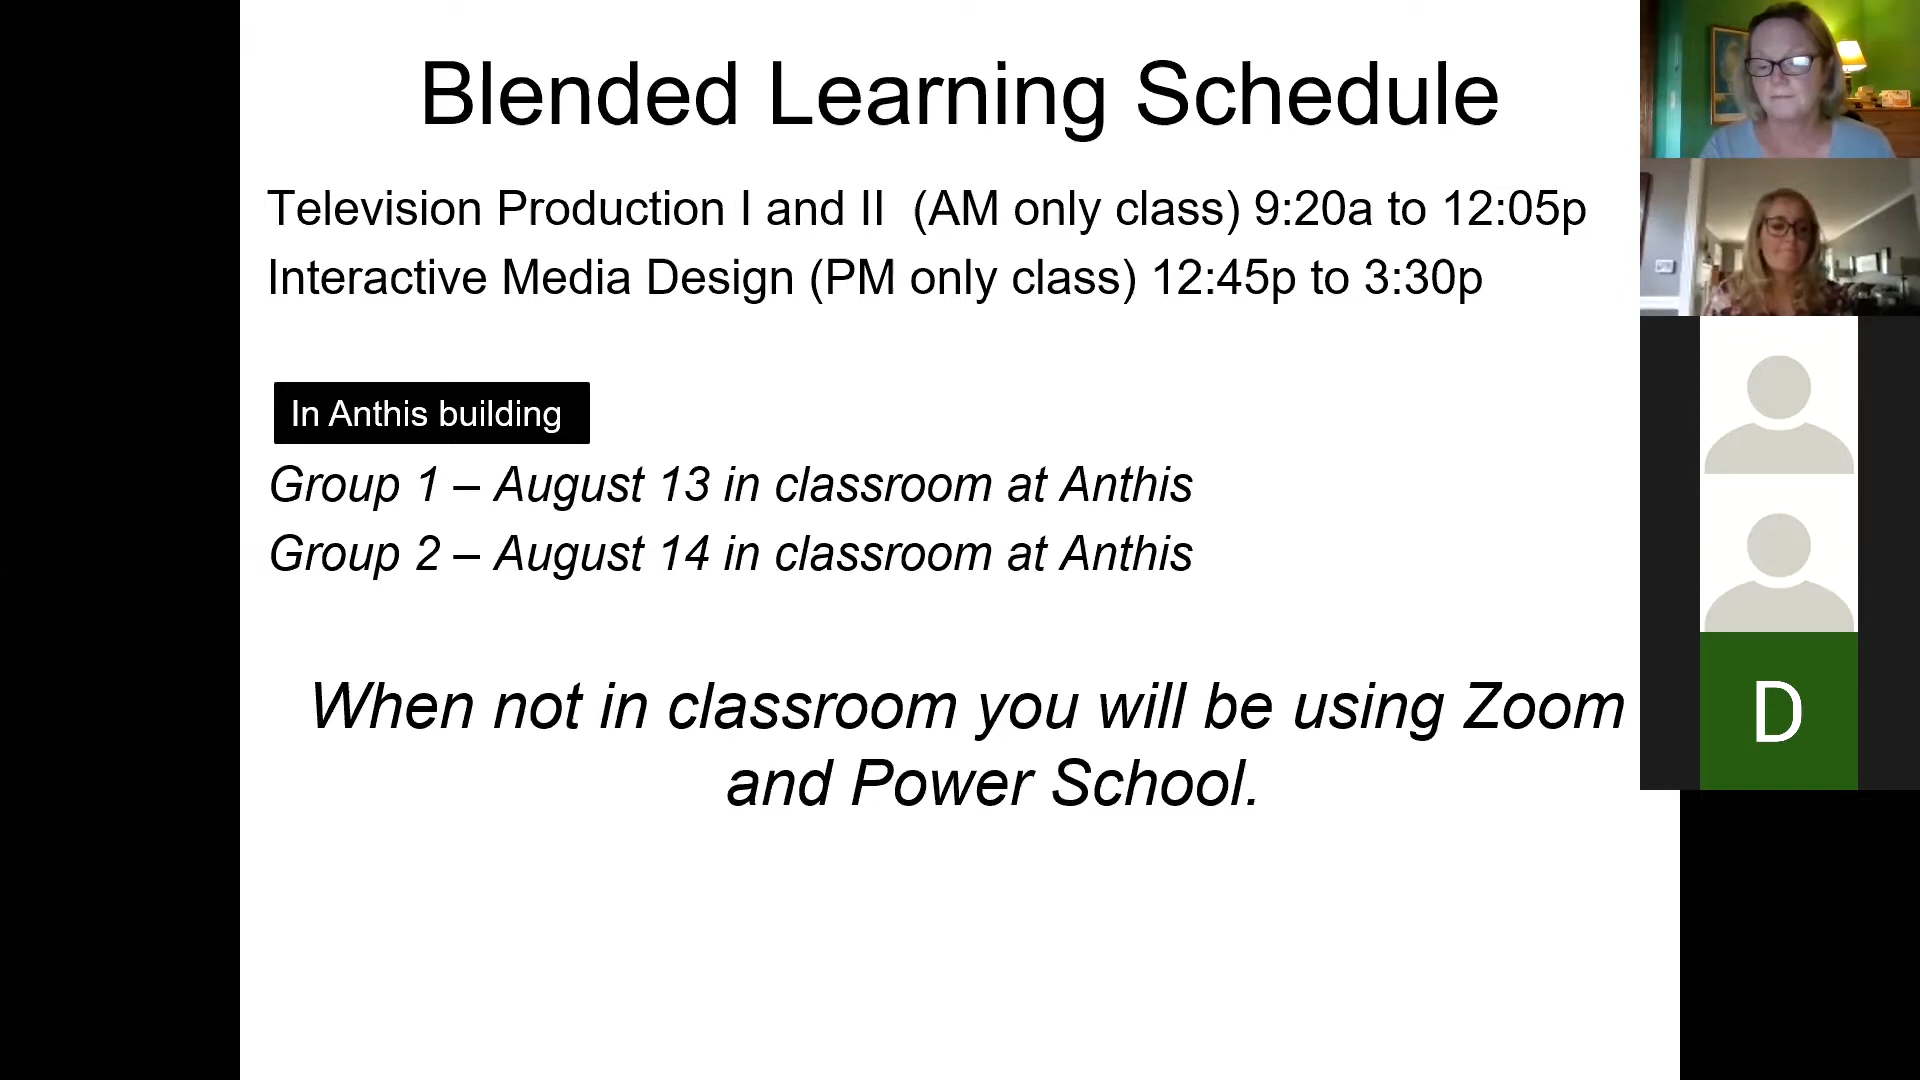 Blended Learning Schedule
Television Production I and II (AM only class) 9:20a to 12:05p
Interactive Media Design (PM only class) 12:45p to 3:30p
In Anthis building
Group 1 – August 13 in classroom at Anthis
Group 2 – August 14 in classroom at Anthis
When not in classroom you will be using Zoom
and Power School.
D